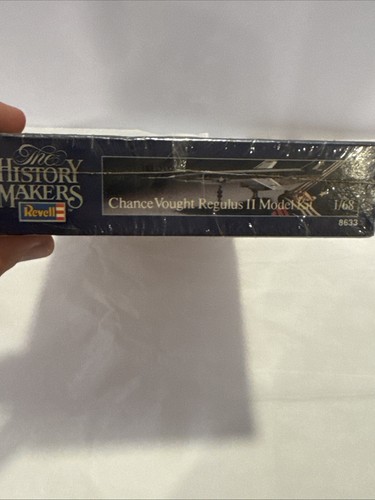 The
HISTORY
MAKERS
Revell
Chance Vought Regulus II Model Kit 1/68
8633